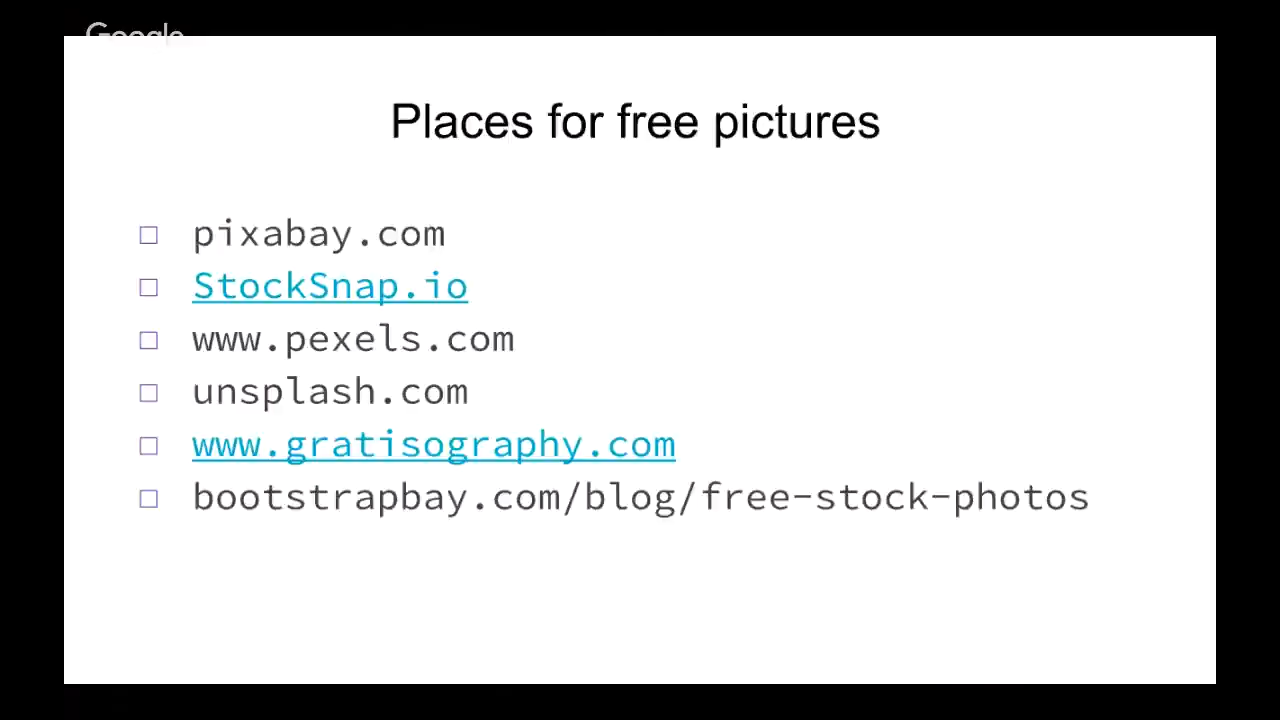 Google
Places for free pictures
pixabay.com
StockSnap.io
www.pexels.com
unsplash.com
www.gratisography.com
bootstrapbay.com/blog/free-stock-photos